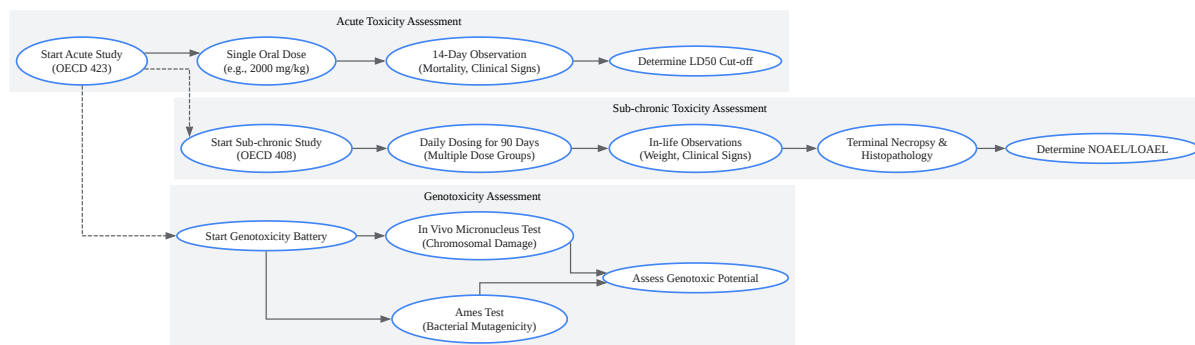 Acute Toxicity Assessment
Start Acute Study
(OECD 423)
Single Oral Dose
(e.g., 2000 mg/kg)
14-Day Observation
(Mortality, Clinical Signs)
Determine LD50 Cut-off
Sub-chronic Toxicity Assessment
Start Sub-chronic Study
(OECD 408)
Daily Dosing for 90 Days
(Multiple Dose Groups)
In-life Observations
(Weight, Clinical Signs)
Terminal Necropsy &
Histopathology
Determine NOAEL/LOAEL
Genotoxicity Assessment
Start Genotoxicity Battery
In Vivo Micronucleus Test
(Chromosomal Damage)
Assess Genotoxic Potential
Ames Test
(Bacterial Mutagenicity)